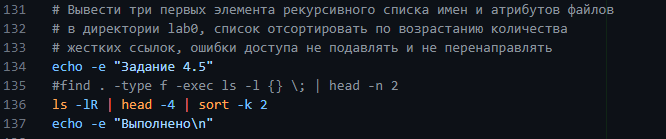 131 # Вывести три первых элемента рекурсивного списка имен и атрибутов файлов
132 # в директории lab0, список отсортировать по возрастанию количества
133 # жестких ссылок, ошибки доступа не подавлять и не перенаправлять
134 echo -e "Задание 4.5"
135 #find . -type f -exec ls -l {} \; | head -n 2
136 ls -lR | head -4 | sort -k 2
137 echo -e "Выполнено\n"